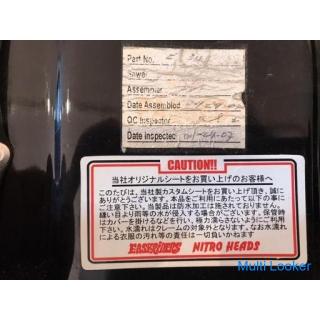 Part No.
Sewer
Assembler
Date Assembled
QC Inspector
Date inspected
CAUTION!!
当社オリジナルシートをお買い上げのお客様へ
このたびは、当社製カスタムシートをお買い上げ頂き、誠に
ありがとうございます。本商品にあたって以下の事項に
ご注意下さい。当製品は防水加工は施されておりません。
縫い目より雨等の水が侵入する場合がございます。保管時
はカバーを掛けるなどを行い、極力濡らさないようにご利用
下さい。水濡れにはクレームの対象外となります。なお水濡れ
による衣服の汚れ等の責任は一切負いかねます
EASYRIDERS NITRO HEADS
Multi Looker